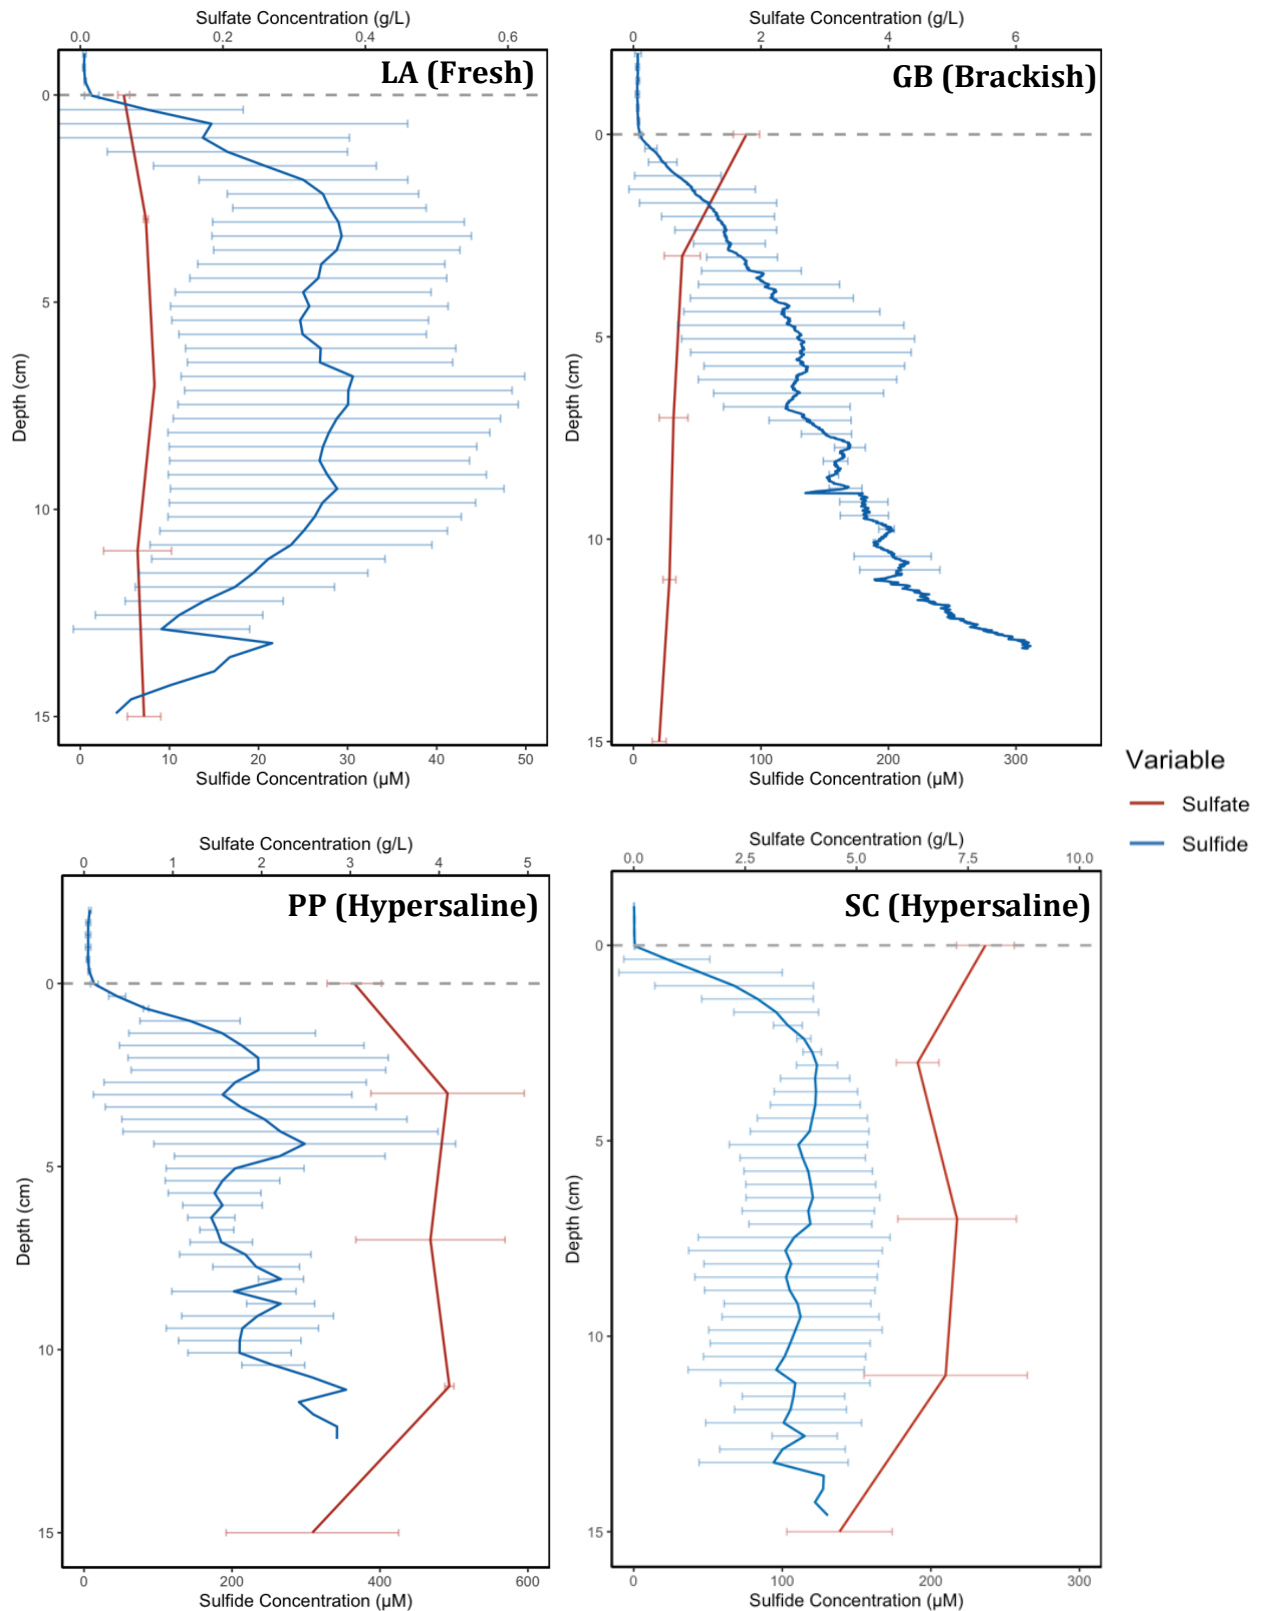 Sulfate Concentration (g/L)
0.0 0.2 0.4 0.6
LA (Fresh)
0
5
10
15
Depth (cm)
0 10 20 30 40 50
Sulfide Concentration (µM)
Sulfate Concentration (g/L)
0 2 4 6
GB (Brackish)
0
5
10
15
Depth (cm)
0 100 200 300
Sulfide Concentration (µM)
Variable
Sulfate
Sulfide
Sulfate Concentration (g/L)
0 1 2 3 4 5
PP (Hypersaline)
0
5
10
15
Depth (cm)
0 200 400 600
Sulfide Concentration (µM)
Sulfate Concentration (g/L)
0.0 2.5 5.0 7.5 10.0
SC (Hypersaline)
0
5
10
15
Depth (cm)
0 100 200 300
Sulfide Concentration (µM)